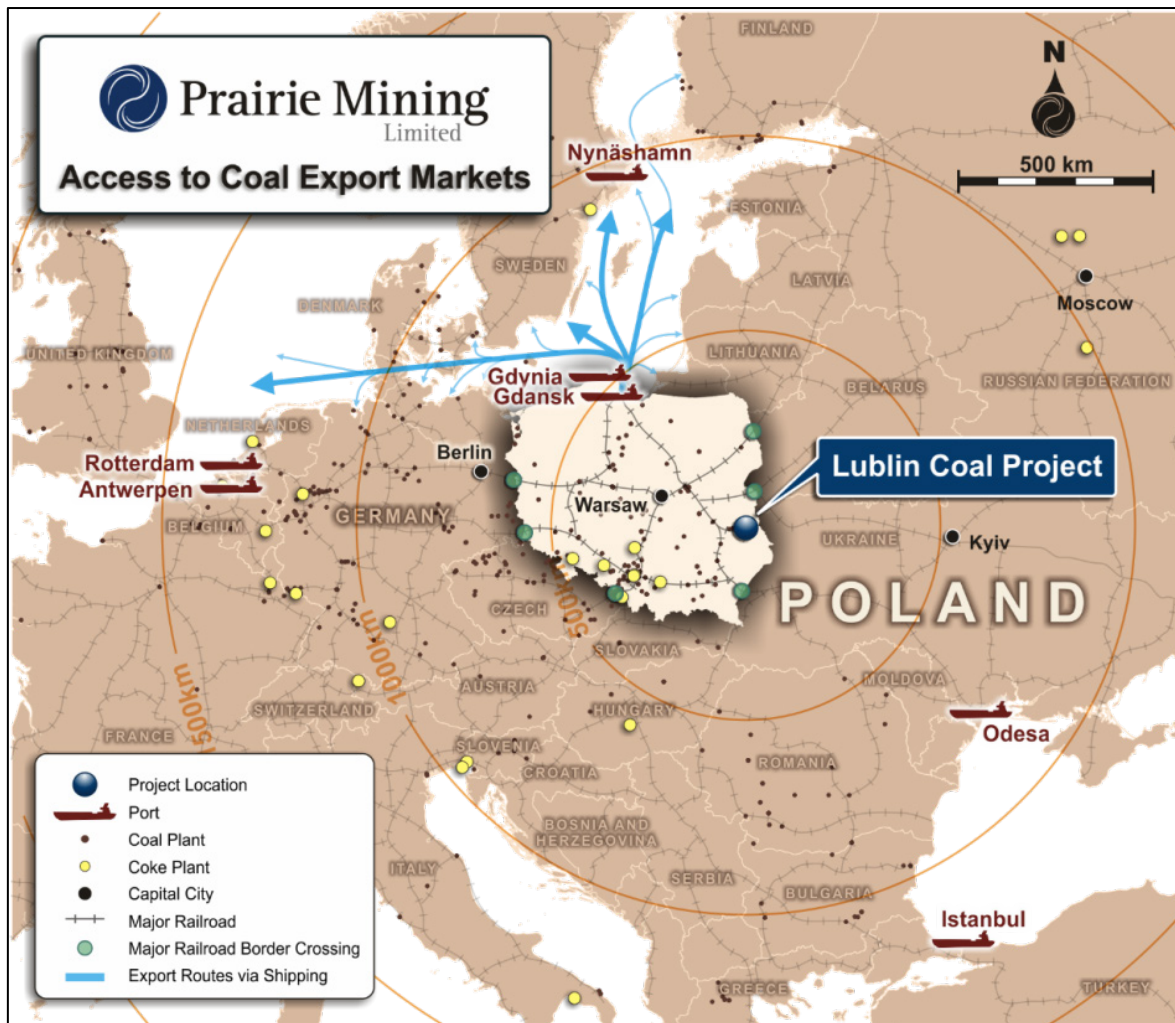 Prairie Mining
Limited
Access to Coal Export Markets
N
500 km
FINLAND
Nynäshamn
ESTONIA
SWEDEN
LATVIA
Moscow
DENMARK
UNITED KINGDOM
LITHUANIA
RUSSIAN FEDERATION
BELARUS
Gdynia
Gdansk
NETHERLANDS
Berlin
Rotterdam
Antwerpen
Lublin Coal Project
Warsaw
BELGIUM
GERMANY
UKRAINE
Kyiv
POLAND
CZECH
500km
1000km
1500km
SLOVAKIA
MOLDOVA
AUSTRIA
SWITZERLAND
HUNGARY
FRANCE
SLOVENIA
Odesa
CROATIA
ROMANIA
BOSNIA AND
HERZEGOVINA
ITALY
SERBIA
BULGARIA
Istanbul
GREECE
TURKEY
Project Location
Port
Coal Plant
Coke Plant
Capital City
Major Railroad
Major Railroad Border Crossing
Export Routes via Shipping